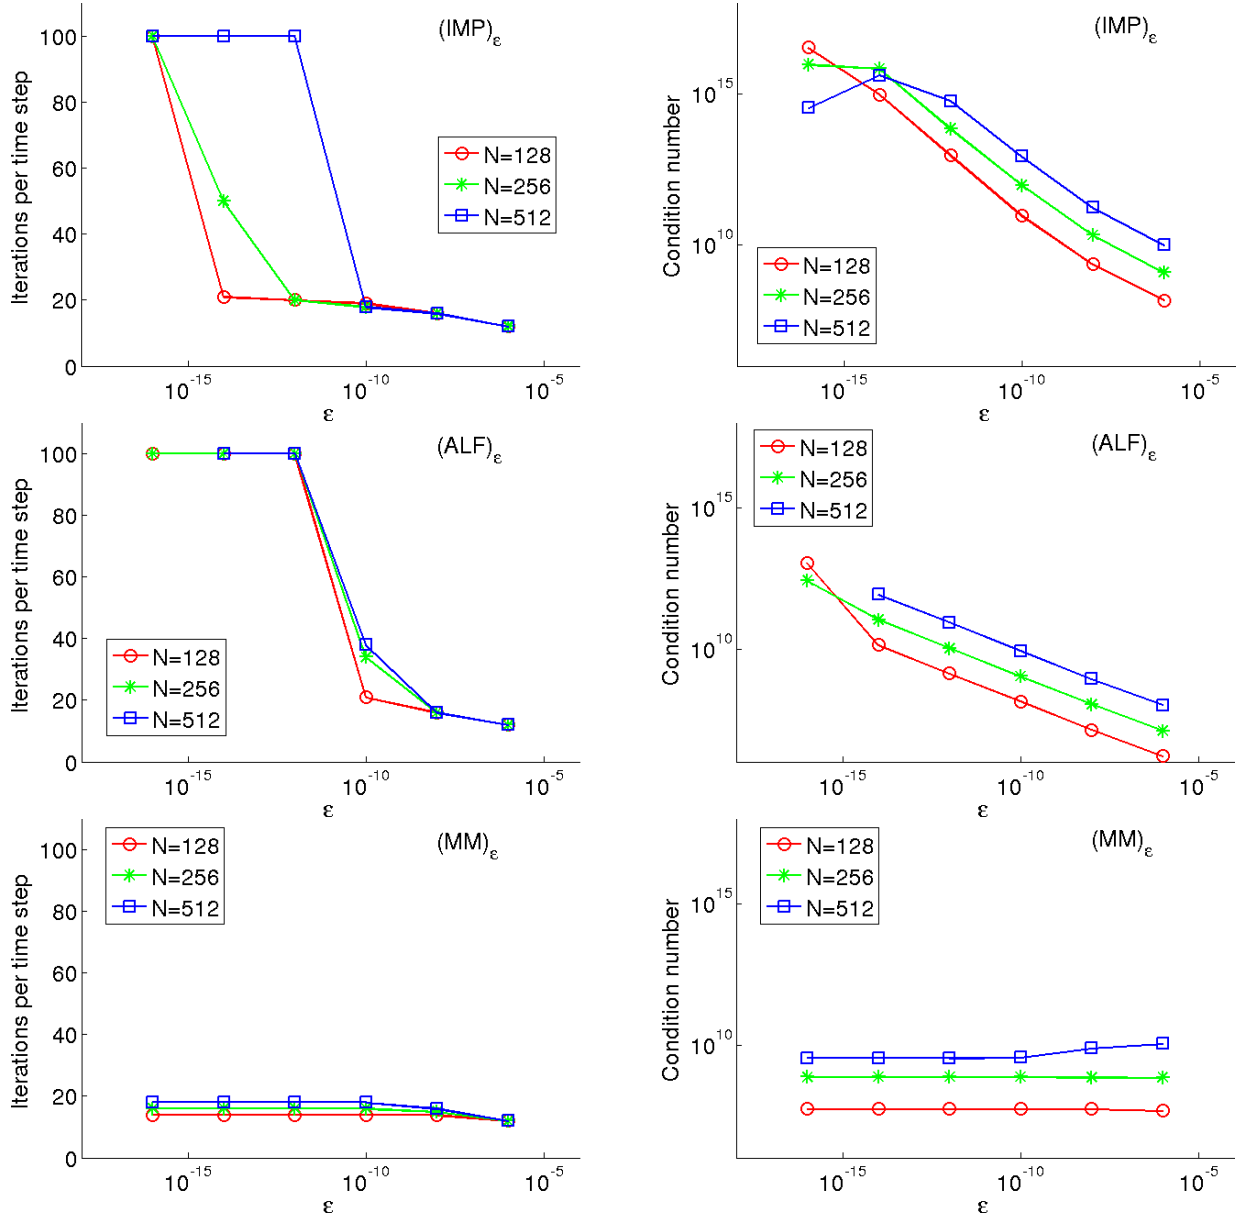 (IMP)ε
Iterations per time step
100
80
60
40
20
0
N=128
N=256
N=512
10^-15
10^-10
10^-5
ε
(IMP)ε
Condition number
10^15
10^10
N=128
N=256
N=512
10^-15
10^-10
10^-5
ε
(ALF)ε
Iterations per time step
100
80
60
40
20
0
N=128
N=256
N=512
10^-15
10^-10
10^-5
ε
(ALF)ε
Condition number
10^15
10^10
N=128
N=256
N=512
10^-15
10^-10
10^-5
ε
(MM)ε
Iterations per time step
100
80
60
40
20
0
N=128
N=256
N=512
10^-15
10^-10
10^-5
ε
(MM)ε
Condition number
10^15
10^10
N=128
N=256
N=512
10^-15
10^-10
10^-5
ε